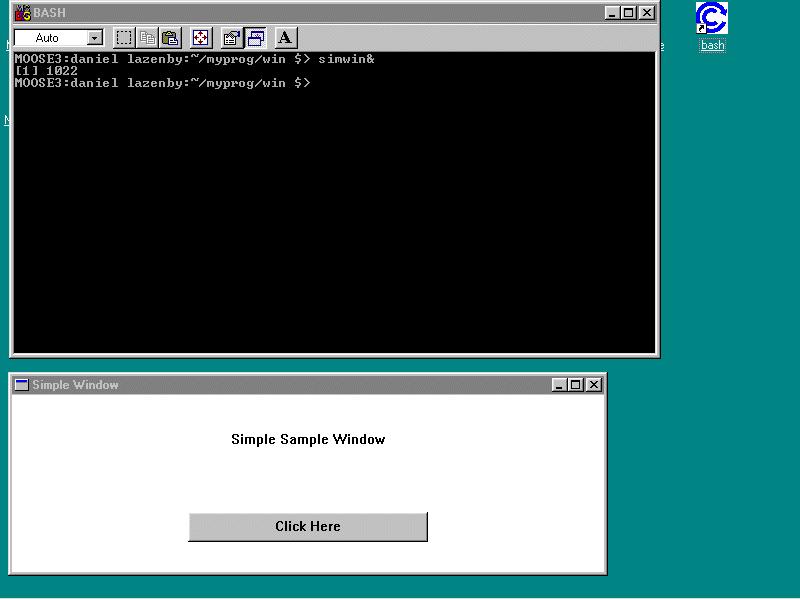 BASH
Auto
A
MOOSE3:daniel lazenby:~/myprog/win $> simwin&
[1] 1022
MOOSE3:daniel lazenby:~/myprog/win $>
bash
Simple Window
Simple Sample Window
Click Here